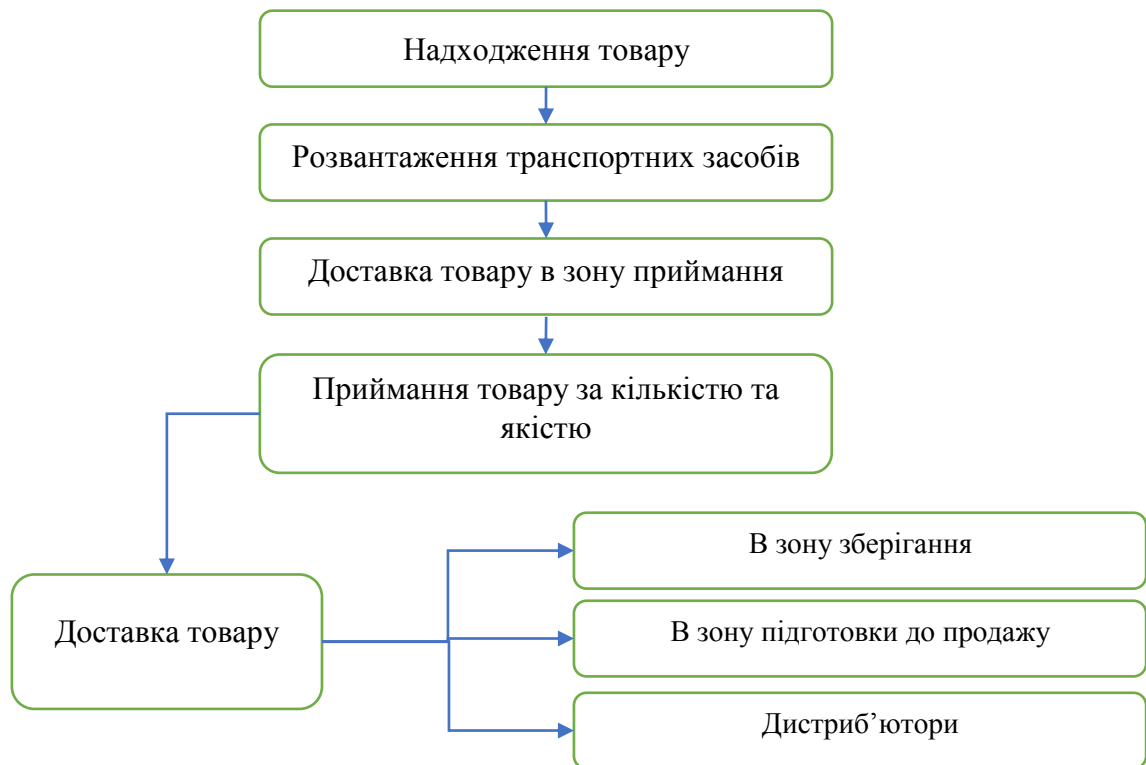 Надходження товару
Розвантаження транспортних засобів
Доставка товару в зону приймання
Приймання товару за кількістю та
якістю
В зону зберігання
Доставка товару
В зону підготовки до продажу
Дистриб’ютори